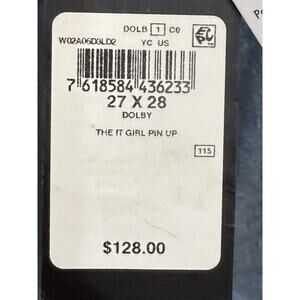 DOLB 1 C0
W02A06D3LD2 YC US
7 618584 436233
27 X 28
DOLBY
THE IT GIRL PIN UP
115
$128.00